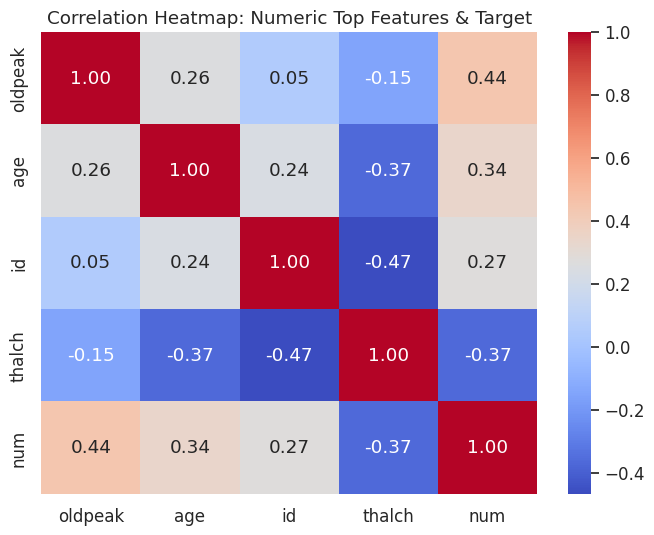 Correlation Heatmap: Numeric Top Features & Target
oldpeak 1.00 0.26 0.05 -0.15 0.44
age 0.26 1.00 0.24 -0.37 0.34
id 0.05 0.24 1.00 -0.47 0.27
thalch -0.15 -0.37 -0.47 1.00 -0.37
num 0.44 0.34 0.27 -0.37 1.00
oldpeak age id thalch num
1.0
0.8
0.6
0.4
0.2
0.0
−0.2
−0.4